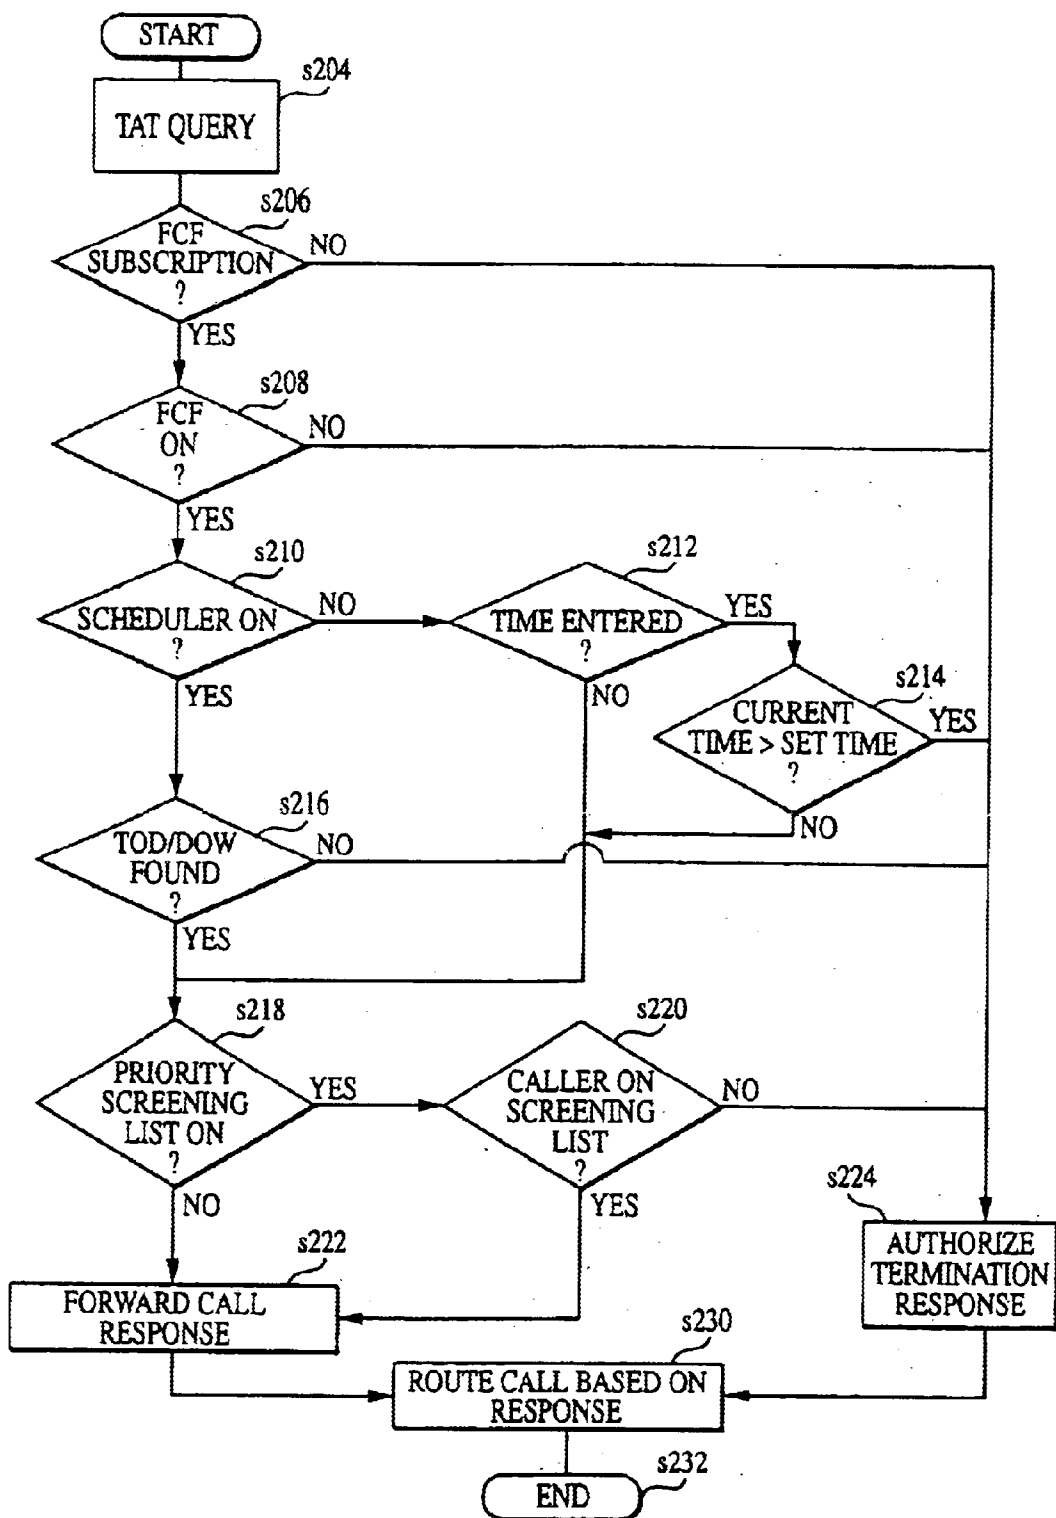 START
s204
TAT QUERY
s206
FCF
SUBSCRIPTION
?
NO
YES
s208
FCF
ON
?
NO
YES
s210
SCHEDULER ON
?
NO
YES
s212
TIME ENTERED
?
YES
NO
s214
CURRENT
TIME > SET TIME
?
YES
NO
s216
TOD/DOW
FOUND
?
NO
YES
s218
PRIORITY
SCREENING
LIST ON
?
YES
NO
s220
CALLER ON
SCREENING
LIST
?
NO
YES
s222
FORWARD CALL
RESPONSE
s224
AUTHORIZE
TERMINATION
RESPONSE
s230
ROUTE CALL BASED ON
RESPONSE
s232
END